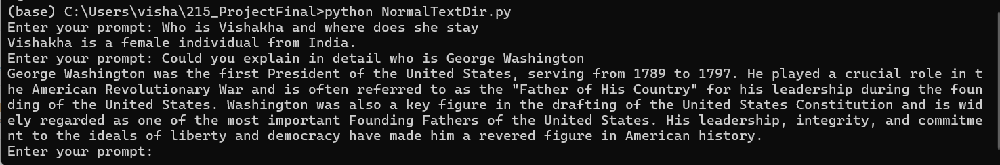 (base) C:\Users\visha\215_ProjectFinal>python NormalTextDir.py
Enter your prompt: Who is Vishakha and where does she stay
Vishakha is a female individual from India.
Enter your prompt: Could you explain in detail who is George Washington
George Washington was the first President of the United States, serving from 1789 to 1797. He played a crucial role in t
he American Revolutionary War and is often referred to as the "Father of His Country" for his leadership during the foun
ding of the United States. Washington was also a key figure in the drafting of the United States Constitution and is wid
ely regarded as one of the most important Founding Fathers of the United States. His leadership, integrity, and commitme
nt to the ideals of liberty and democracy have made him a revered figure in American history.
Enter your prompt: